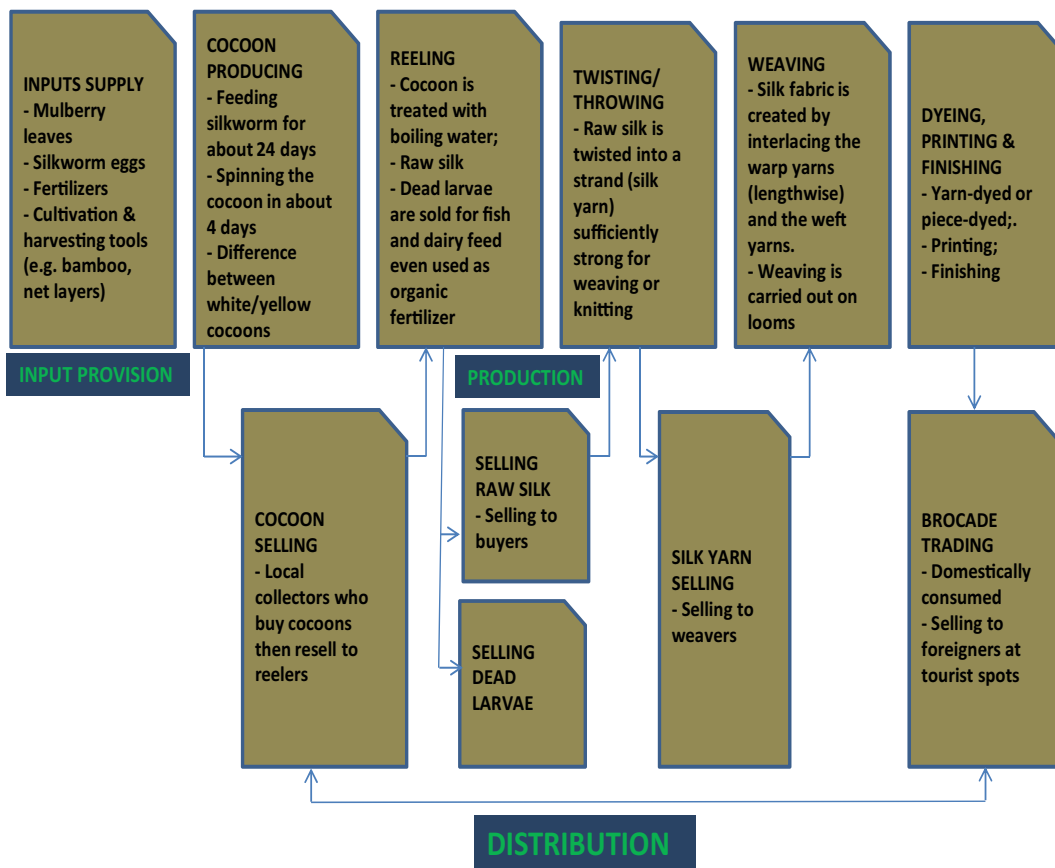 INPUTS SUPPLY
- Mulberry
leaves
- Silkworm eggs
- Fertilizers
- Cultivation &
harvesting tools
(e.g. bamboo,
net layers)
COCOON
PRODUCING
- Feeding
silkworm for
about 24 days
- Spinning the
cocoon in about
4 days
- Difference
between
white/yellow
cocoons
REELING
- Cocoon is
treated with
boiling water;
- Raw silk
- Dead larvae
are sold for fish
and dairy feed
even used as
organic
fertilizer
TWISTING/
THROWING
- Raw silk is
twisted into a
strand (silk
yarn)
sufficiently
strong for
weaving or
knitting
WEAVING
- Silk fabric is
created by
interlacing the
warp yarns
(lengthwise)
and the weft
yarns.
- Weaving is
carried out on
looms
DYEING,
PRINTING &
FINISHING
- Yarn-dyed or
piece-dyed;.
- Printing;
- Finishing
INPUT PROVISION
PRODUCTION
COCOON
SELLING
- Local
collectors who
buy cocoons
then resell to
reelers
SELLING
RAW SILK
- Selling to
buyers
SELLING
DEAD
LARVAE
SILK YARN
SELLING
- Selling to
weavers
BROCADE
TRADING
- Domestically
consumed
- Selling to
foreigners at
tourist spots
DISTRIBUTION